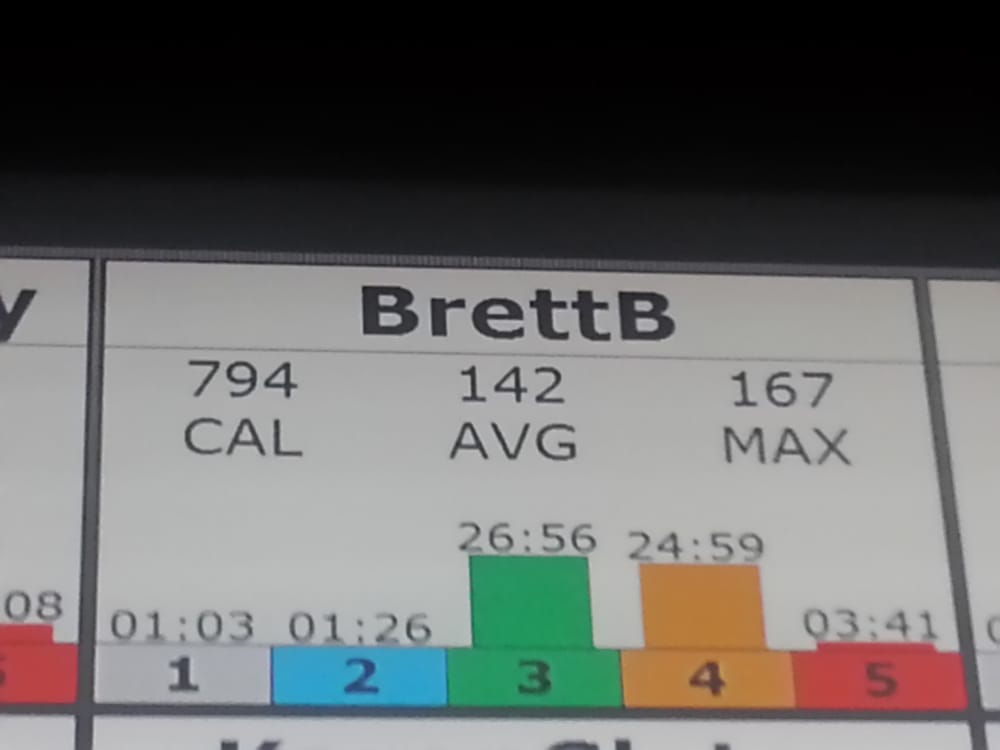 y
BrettB
794 142 167
CAL AVG MAX
26:56 24:59
08 01:03 01:26 03:41
1 2 3 4 5